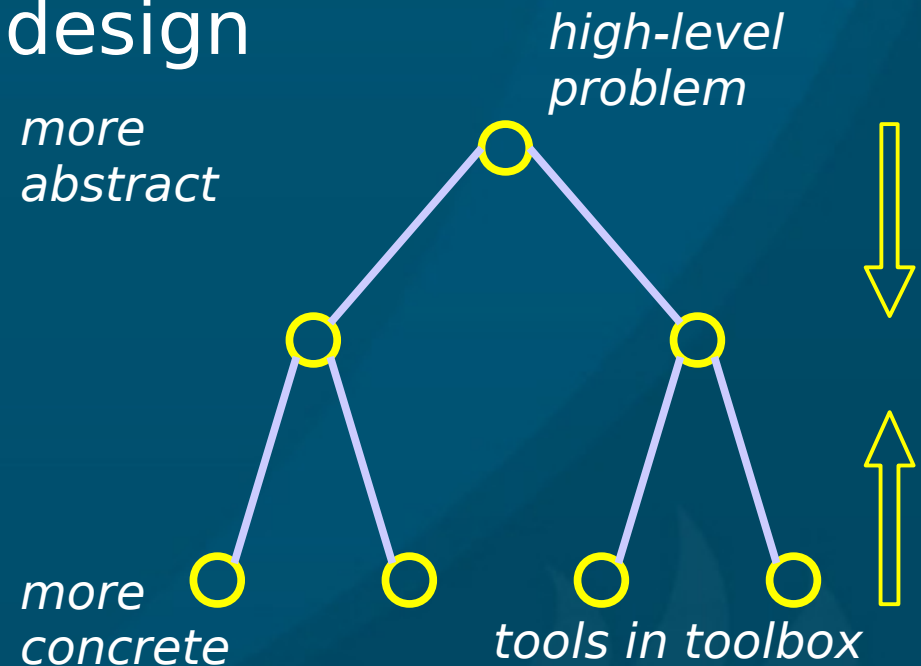 design
high-level
problem
more
abstract
more
concrete
tools in toolbox